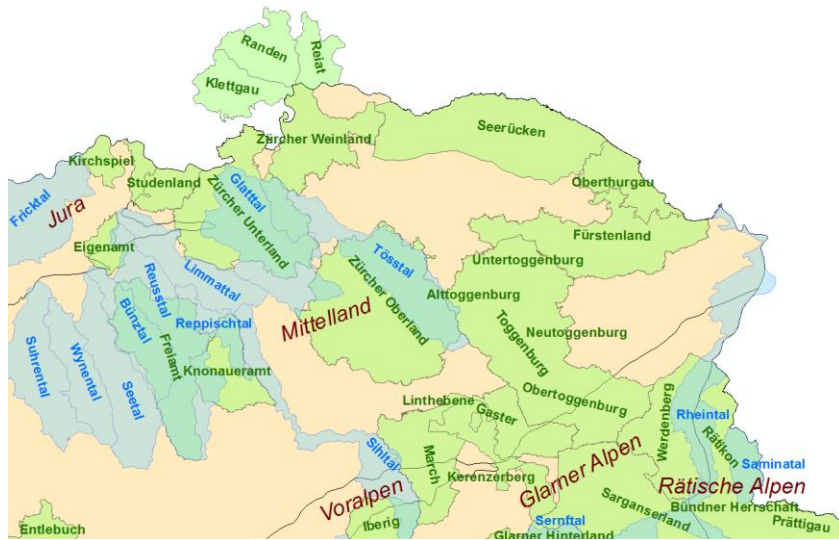 Randen
Reiat
Klettgau
Seerücken
Zürcher Weinland
Kirchspiel
Studenland
Oberthurgau
Fricktal
Jura
Glatttal
Zürcher Unterland
Fürstenland
Eigenamt
Tösstal
Untertoggenburg
Limmattal
Reusstal
Zürcher Oberland
Alttoggenburg
Bünztal
Reppischtal
Mittelland
Toggenburg
Neutoggenburg
Suhrental
Wynental
Seetal
Freiamt
Knonaueramt
Obertoggenburg
Linthebene
Gaster
Werdenberg
Rheintal
Rätikon
Sihltal
March
Kerenzerberg
Glarner Alpen
Saminatal
Voralpen
Rätische Alpen
Sarganserland
Bündner Herrschaft
Entlebuch
Iberig
Sernftal
Prättigau
Glarner Hinterland